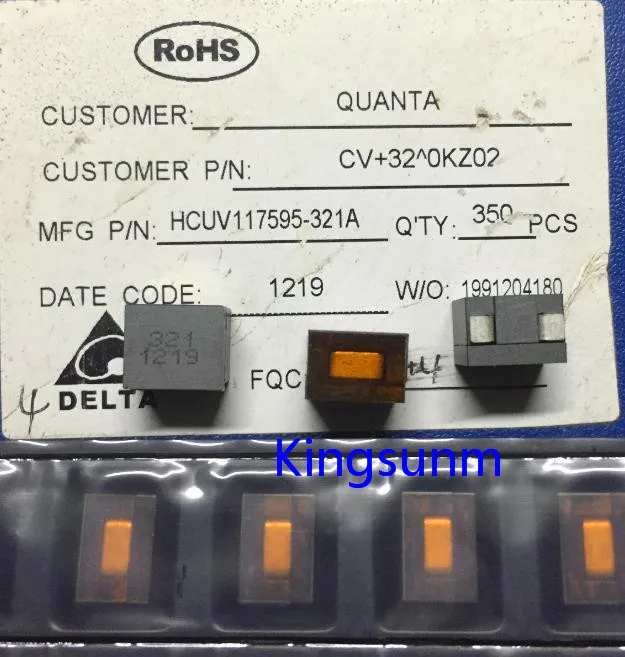 RoHS
CUSTOMER: QUANTA
CUSTOMER P/N: CV+32^0KZ02
MFG P/N: HCUV117595-321A Q'TY: 350 PCS
DATE CODE: 1219 W/O: 1991204180
321
1219
FQC
DELTA
Kingsunm